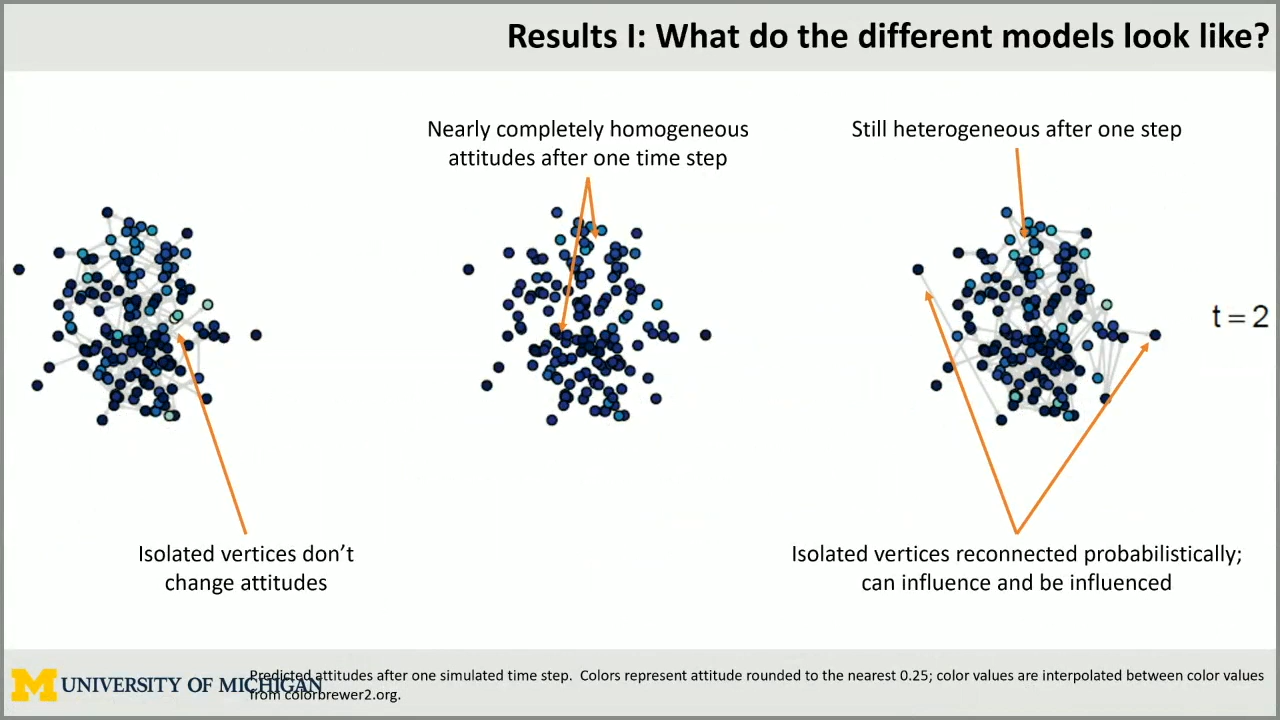 Results I: What do the different models look like?
Nearly completely homogeneous
attitudes after one time step
Still heterogeneous after one step
t = 2
Isolated vertices don’t
change attitudes
Isolated vertices reconnected probabilistically;
can influence and be influenced
M UNIVERSITY OF MICHIGAN
Predicted attitudes after one simulated time step. Colors represent attitude rounded to the nearest 0.25; color values are interpolated between color values
from colorbrewer2.org.